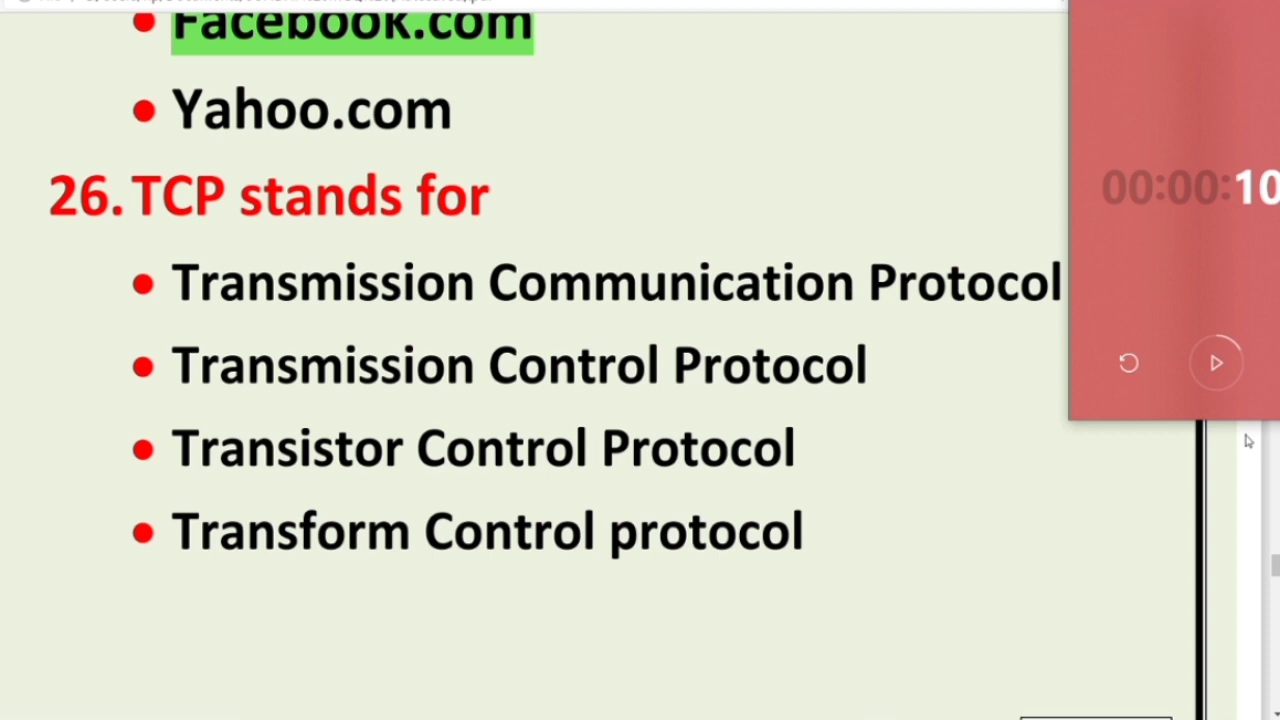 Facebook.com
Yahoo.com
26. TCP stands for
Transmission Communication Protocol
Transmission Control Protocol
Transistor Control Protocol
Transform Control protocol
00:00:10